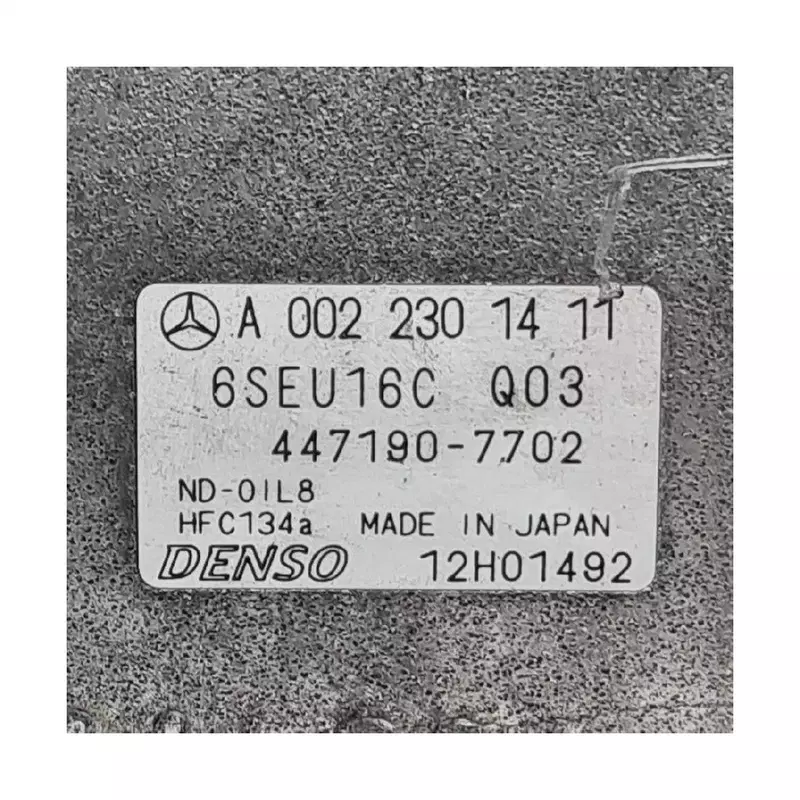 A 002 230 14 11
6SEU16C Q03
447190-7702
ND-OIL8
HFC134a MADE IN JAPAN
DENSO 12H01492